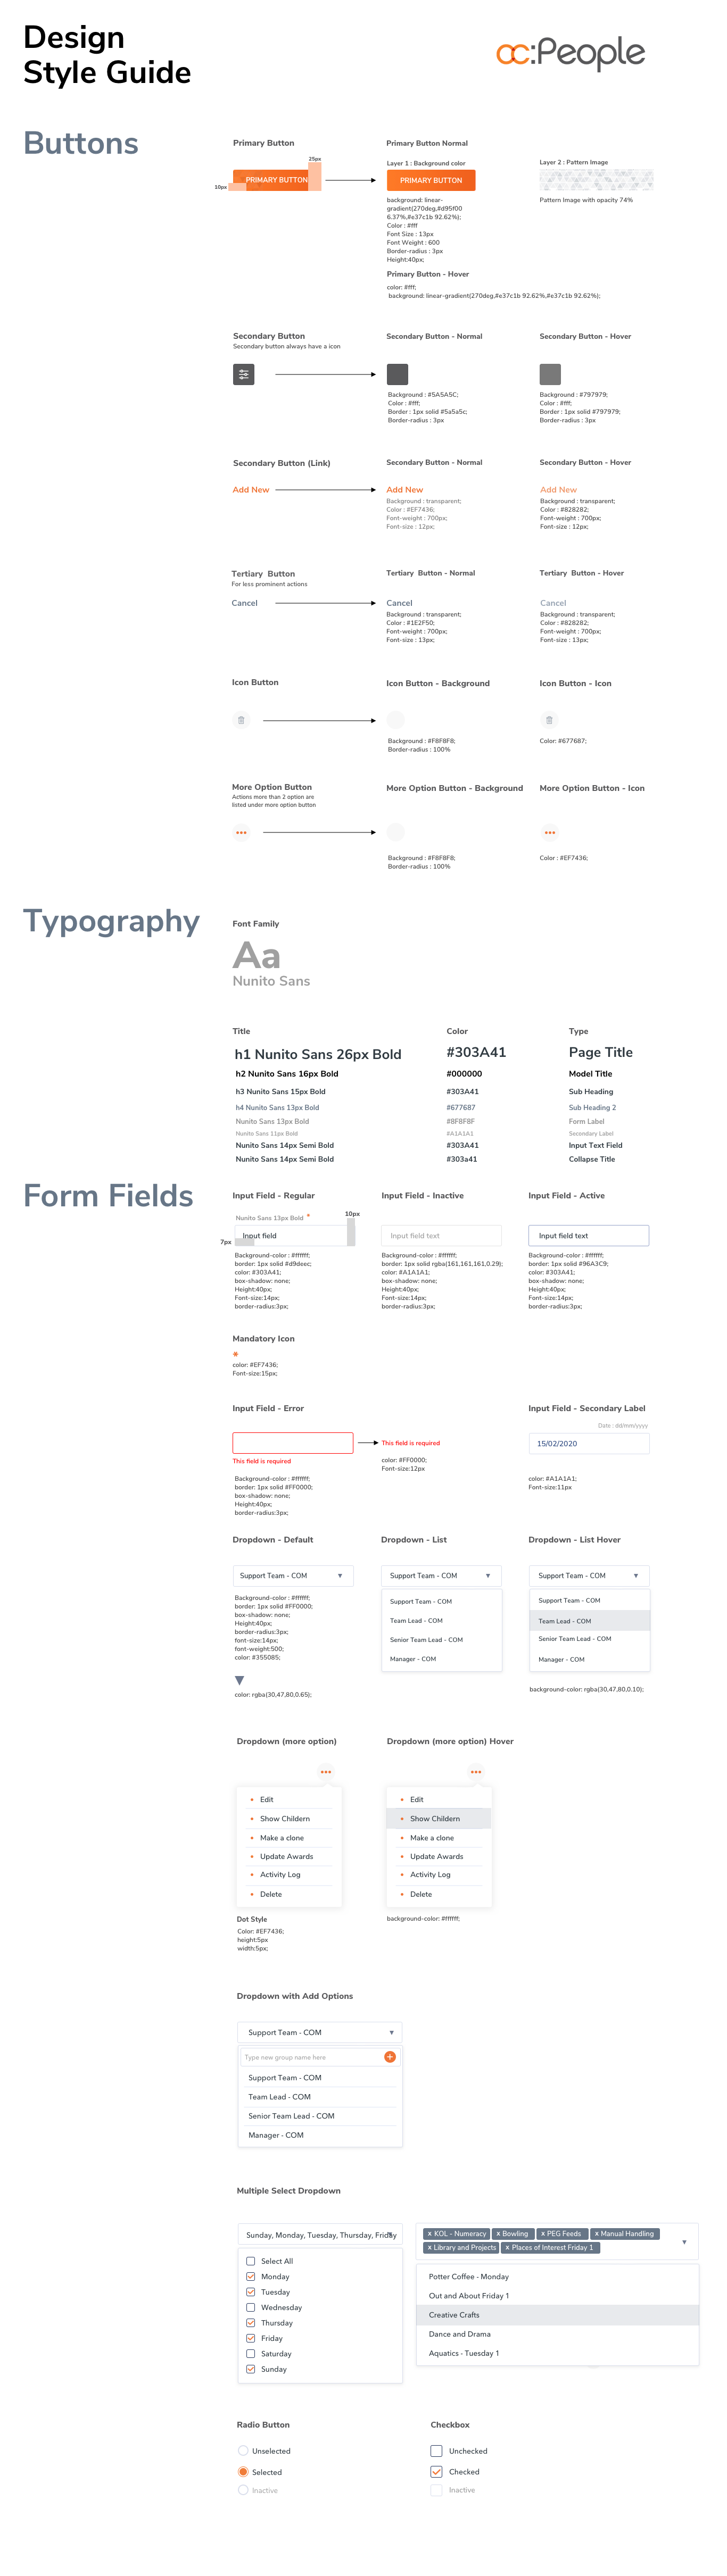 Design
Style Guide
cc:People
Buttons
Primary Button
25px
PRIMARY BUTTON
10px
Primary Button Normal
Layer 1 : Background color
PRIMARY BUTTON
background: linear-
gradient(270deg,#d95f00
6.37%,#e37c1b 92.62%);
Color : #fff
Font Size : 13px
Font Weight : 600
Border-radius : 3px
Height:40px;
Layer 2 : Pattern Image
Pattern Image with opacity 74%
Primary Button - Hover
color: #fff;
background: linear-gradient(270deg,#e37c1b 92.62%,#e37c1b 92.62%);
Secondary Button
Secondary button always have a icon
Secondary Button - Normal
Background : #5A5A5C;
Color : #fff;
Border : 1px solid #5a5a5c;
Border-radius : 3px
Secondary Button - Hover
Background : #797979;
Color : #fff;
Border : 1px solid #797979;
Border-radius : 3px
Secondary Button (Link)
Add New
Secondary Button - Normal
Add New
Background : transparent;
Color : #EF7436;
Font-weight : 700px;
Font-size : 12px;
Secondary Button - Hover
Add New
Background : transparent;
Color : #828282;
Font-weight : 700px;
Font-size : 12px;
Tertiary Button
For less prominent actions
Cancel
Tertiary Button - Normal
Cancel
Background : transparent;
Color : #1E2F50;
Font-weight : 700px;
Font-size : 13px;
Tertiary Button - Hover
Cancel
Background : transparent;
Color : #828282;
Font-weight : 700px;
Font-size : 13px;
Icon Button
Icon Button - Background
Background : #F8F8F8;
Border-radius : 100%
Icon Button - Icon
Color: #677687;
More Option Button
Actions more than 2 option are
listed under more option button
More Option Button - Background
Background : #F8F8F8;
Border-radius : 100%
More Option Button - Icon
Color : #EF7436;
Typography
Font Family
Aa
Nunito Sans
Title Color Type
h1 Nunito Sans 26px Bold #303A41 Page Title
h2 Nunito Sans 16px Bold #000000 Model Title
h3 Nunito Sans 15px Bold #303A41 Sub Heading
h4 Nunito Sans 13px Bold #677687 Sub Heading 2
Nunito Sans 13px Bold #8F8F8F Form Label
Nunito Sans 11px Bold #A1A1A1 Secondary Label
Nunito Sans 14px Semi Bold #303A41 Input Text Field
Nunito Sans 14px Semi Bold #303a41 Collapse Title
Form Fields
Input Field - Regular
Nunito Sans 13px Bold *
10px
Input field
7px
Background-color : #ffffff;
border: 1px solid #d9deec;
color: #303A41;
box-shadow: none;
Height:40px;
Font-size:14px;
border-radius:3px;
Input Field - Inactive
Input field text
Background-color : #ffffff;
border: 1px solid rgba(161,161,161,0.29);
color: #A1A1A1;
box-shadow: none;
Height:40px;
Font-size:14px;
border-radius:3px;
Input Field - Active
Input field text
Background-color : #ffffff;
border: 1px solid #96A3C9;
color: #303A41;
box-shadow: none;
Height:40px;
Font-size:14px;
border-radius:3px;
Mandatory Icon
*
color: #EF7436;
Font-size:15px;
Input Field - Error
This field is required
Background-color : #ffffff;
border: 1px solid #FF0000;
box-shadow: none;
Height:40px;
border-radius:3px;
This field is required
color: #FF0000;
Font-size:12px
Input Field - Secondary Label
Date : dd/mm/yyyy
15/02/2020
color: #A1A1A1;
Font-size:11px
Dropdown - Default
Support Team - COM
Background-color : #ffffff;
border: 1px solid #FF0000;
box-shadow: none;
Height:40px;
border-radius:3px;
font-size:14px;
font-weight:500;
color: #355085;
color: rgba(30,47,80,0.65);
Dropdown - List
Support Team - COM
Support Team - COM
Team Lead - COM
Senior Team Lead - COM
Manager - COM
Dropdown - List Hover
Support Team - COM
Support Team - COM
Team Lead - COM
Senior Team Lead - COM
Manager - COM
background-color: rgba(30,47,80,0.10);
Dropdown (more option)
Edit
Show Childern
Make a clone
Update Awards
Activity Log
Delete
Dot Style
Color: #EF7436;
height:5px
width:5px;
Dropdown (more option) Hover
Edit
Show Childern
Make a clone
Update Awards
Activity Log
Delete
background-color: #ffffff;
Dropdown with Add Options
Support Team - COM
Type new group name here
Support Team - COM
Team Lead - COM
Senior Team Lead - COM
Manager - COM
Multiple Select Dropdown
Sunday, Monday, Tuesday, Thursday, Friday
Select All
Monday
Tuesday
Wednesday
Thursday
Friday
Saturday
Sunday
x KOL - Numeracy x Bowling x PEG Feeds x Manual Handling
x Library and Projects x Places of Interest Friday 1
Potter Coffee - Monday
Out and About Friday 1
Creative Crafts
Dance and Drama
Aquatics - Tuesday 1
Radio Button
Unselected
Selected
Inactive
Checkbox
Unchecked
Checked
Inactive